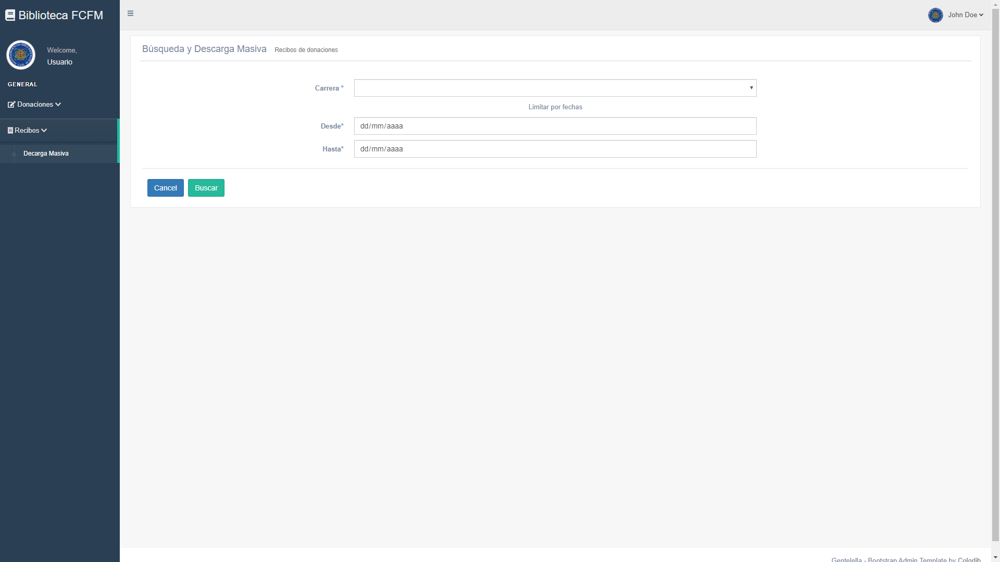 Biblioteca FCFM
John Doe
Welcome,
Usuario
GENERAL
Donaciones
Recibos
Decarga Masiva
Búsqueda y Descarga Masiva Recibos de donaciones
Carrera *
Limitar por fechas
Desde* dd/mm/aaaa
Hasta* dd/mm/aaaa
Cancel Buscar
Gentelella - Bootstrap Admin Template by Colorlib